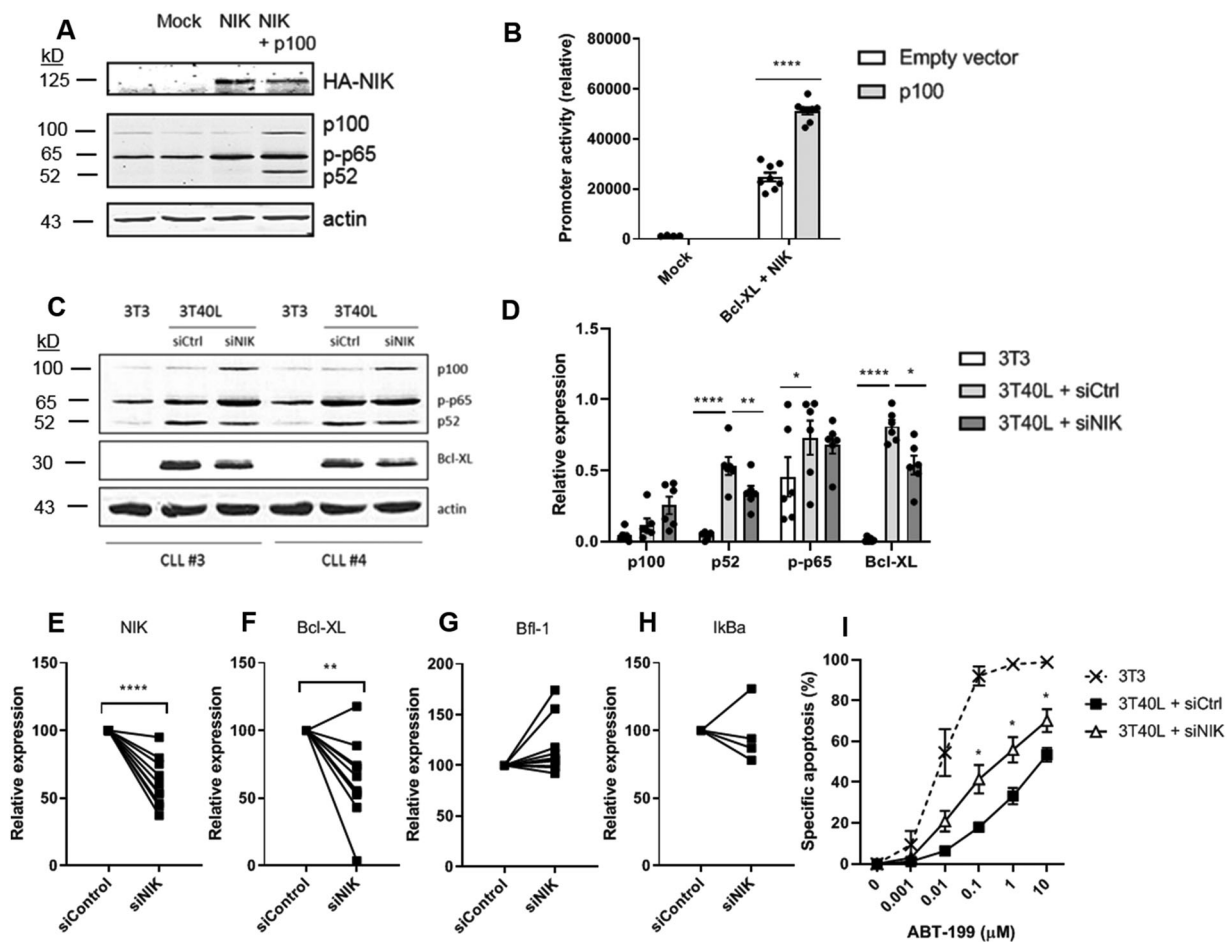 A
Mock NIK NIK
+ p100
kD
125
HA-NIK
100
p100
65
p-p65
52
p52
43
actin
B
Promoter activity (relative)
80000
60000
40000
20000
0
****
Mock
Bcl-XL + NIK
Empty vector
p100
C
3T3 3T40L 3T3 3T40L
siCtrl siNIK siCtrl siNIK
kD
100
p100
65
p-p65
52
p52
30
Bcl-XL
43
actin
CLL #3 CLL #4
D
Relative expression
1.5
1.0
0.5
0.0
**** ** * **** *
p100 p52 p-p65 Bcl-XL
3T3
3T40L + siCtrl
3T40L + siNIK
E
NIK
Relative expression
150
100
50
0
****
siControl
siNIK
F
Bcl-XL
Relative expression
150
100
50
0
**
siControl
siNIK
G
Bfl-1
Relative expression
200
150
100
50
0
siControl
siNIK
H
IkBa
Relative expression
150
100
50
0
siControl
siNIK
I
Specific apoptosis (%)
100
80
60
40
20
0
* * *
0 0.001 0.01 0.1 1 10
ABT-199 (μM)
3T3
3T40L + siCtrl
3T40L + siNIK